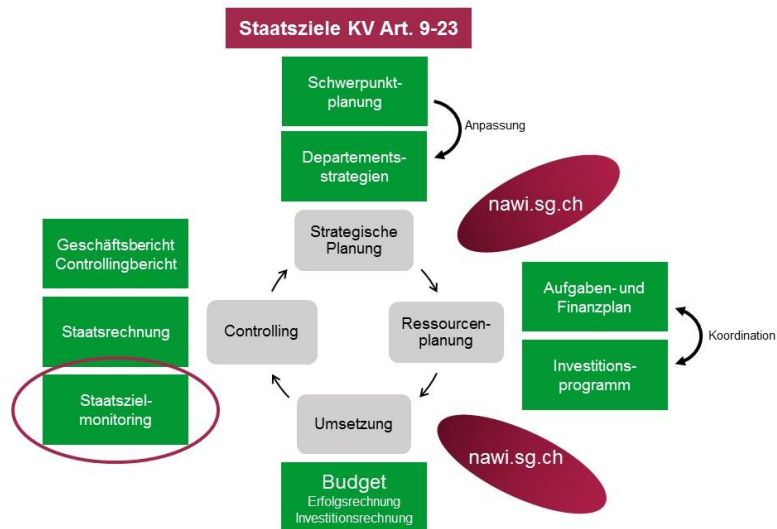 Staatsziele KV Art. 9-23
Schwerpunkt-
planung
Anpassung
Departements-
strategien
nawi.sg.ch
Strategische
Planung
Geschäftsbericht
Controllingbericht
Aufgaben- und
Finanzplan
Staatsrechnung
Controlling
Ressourcen-
planung
Koordination
Investitions-
programm
Staatsziel-
monitoring
Umsetzung
nawi.sg.ch
Budget
Erfolgsrechnung
Investitionsrechnung